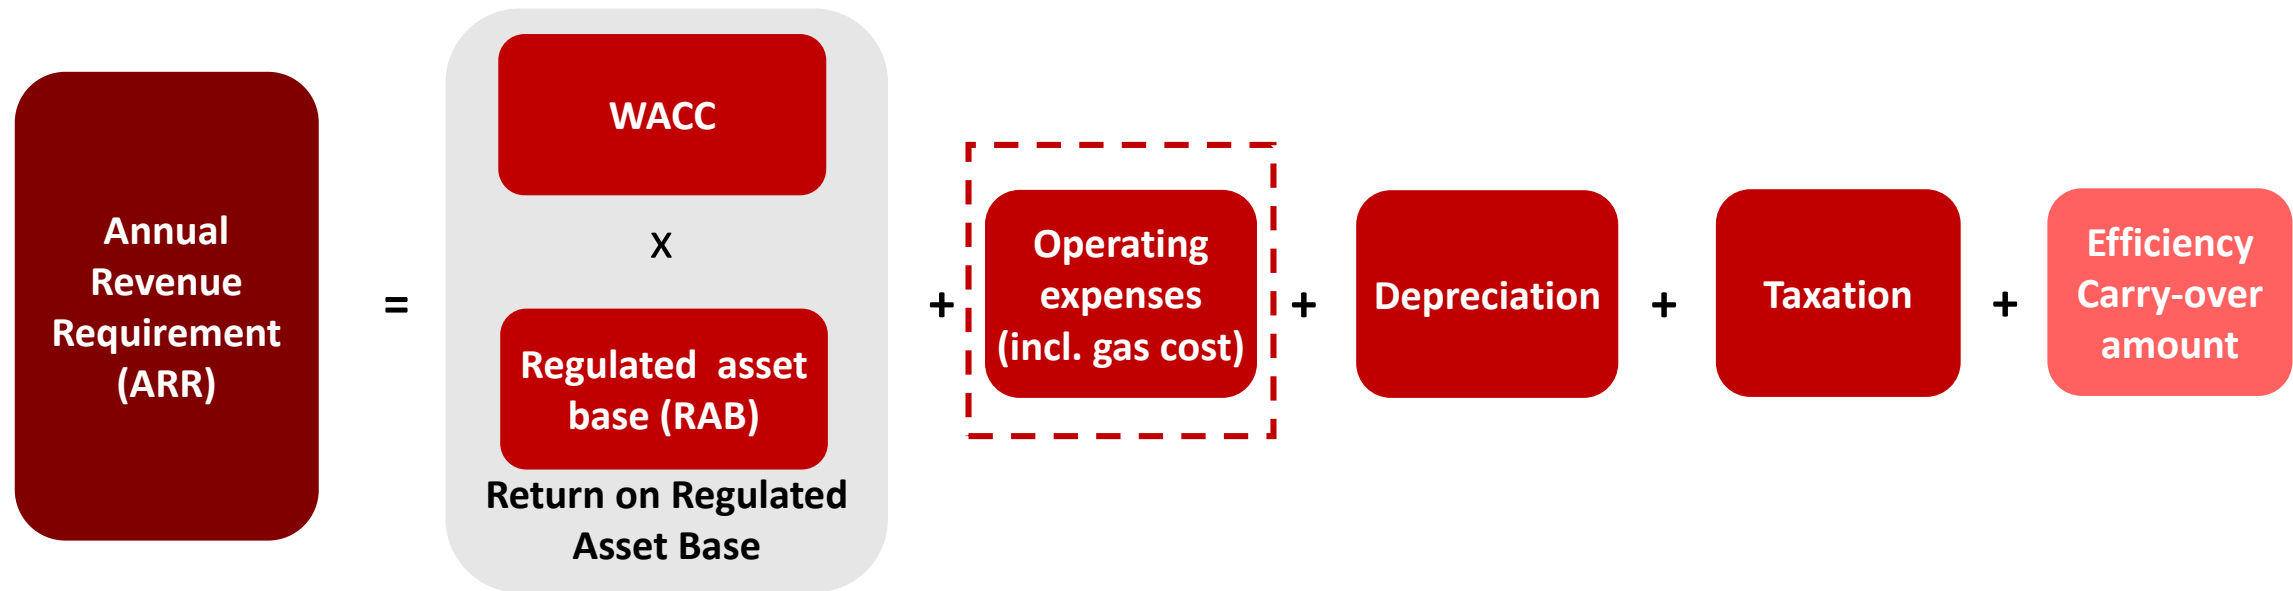 Annual
Revenue
Requirement
(ARR)
=
WACC
x
Regulated asset
base (RAB)
Return on Regulated
Asset Base
+
Operating
expenses
(incl. gas cost)
+
Depreciation
+
Taxation
+
Efficiency
Carry-over
amount